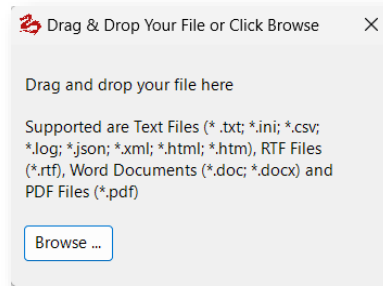 Drag & Drop Your File or Click Browse
Drag and drop your file here
Supported are Text Files (* .txt; *.ini; *.csv;
*.log; *.json; *.xml; *.html; *.htm), RTF Files
(*.rtf), Word Documents (*.doc; *.docx) and
PDF Files (*.pdf)
Browse ...